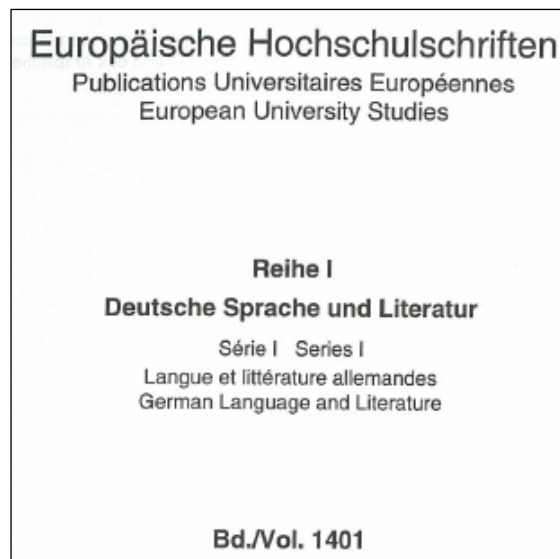 Europäische Hochschulschriften
Publications Universitaires Européennes
European University Studies
Reihe I
Deutsche Sprache und Literatur
Série I Series I
Langue et littérature allemandes
German Language and Literature
Bd./Vol. 1401